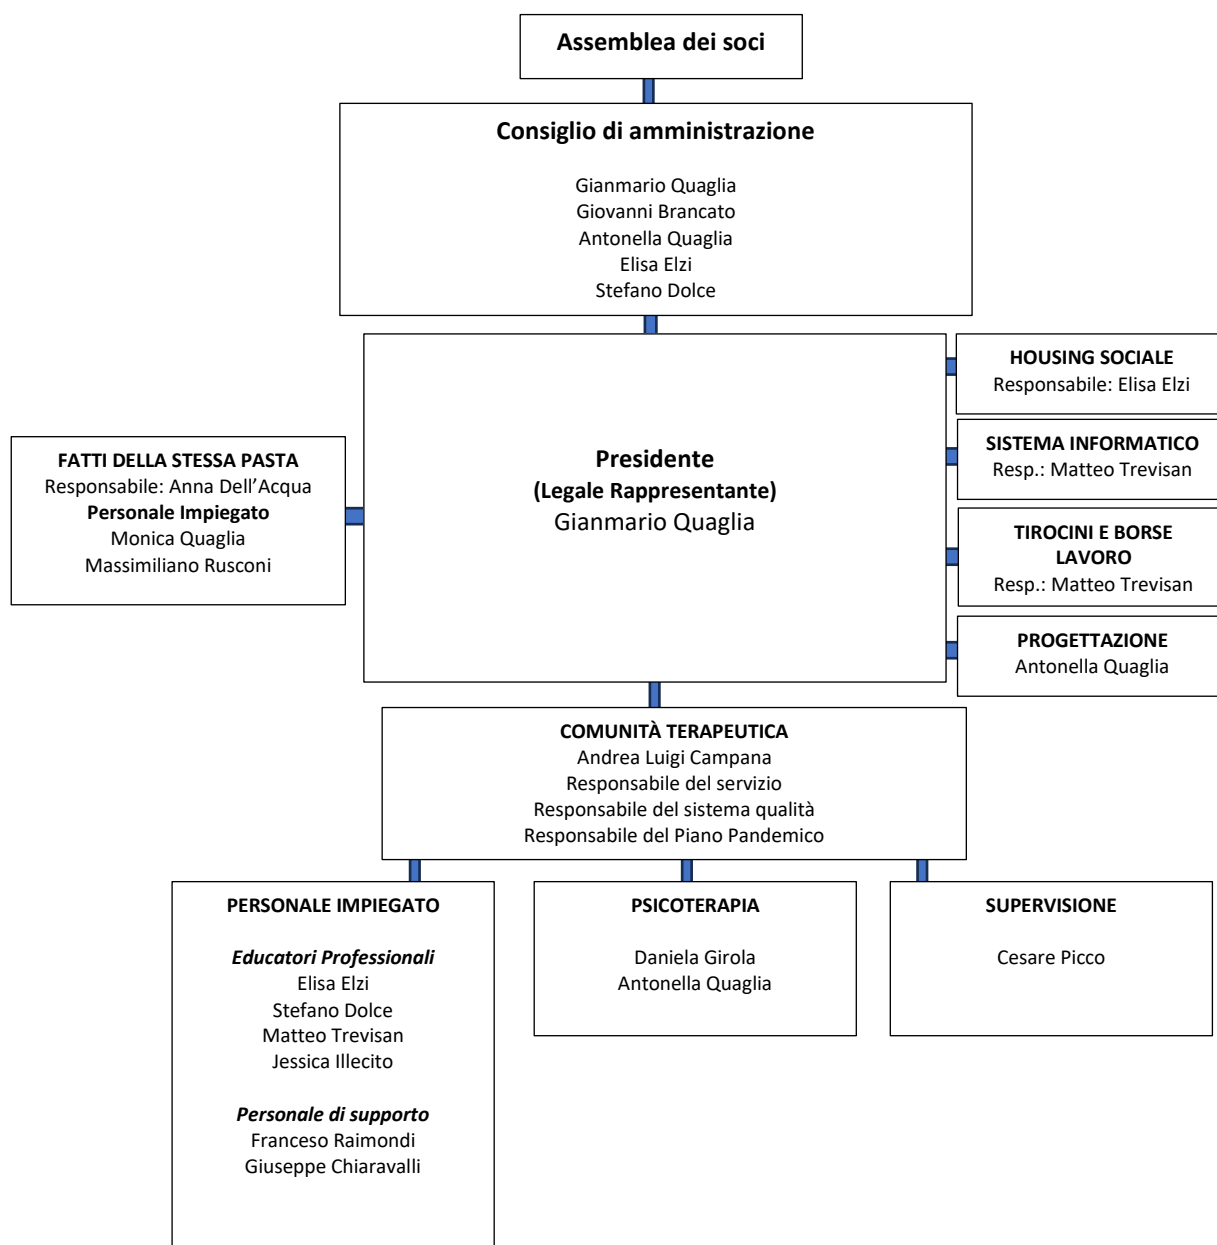 Assemblea dei soci
Consiglio di amministrazione
Gianmario Quaglia
Giovanni Brancato
Antonella Quaglia
Elisa Elzi
Stefano Dolce
Presidente
(Legale Rappresentante)
Gianmario Quaglia
FATTI DELLA STESSA PASTA
Responsabile: Anna Dell’Acqua
Personale Impiegato
Monica Quaglia
Massimiliano Rusconi
HOUSING SOCIALE
Responsabile: Elisa Elzi
SISTEMA INFORMATICO
Resp.: Matteo Trevisan
TIROCINI E BORSE
LAVORO
Resp.: Matteo Trevisan
PROGETTAZIONE
Antonella Quaglia
COMUNITÀ TERAPEUTICA
Andrea Luigi Campana
Responsabile del servizio
Responsabile del sistema qualità
Responsabile del Piano Pandemico
PERSONALE IMPIEGATO
Educatori Professionali
Elisa Elzi
Stefano Dolce
Matteo Trevisan
Jessica Illecito
Personale di supporto
Franceso Raimondi
Giuseppe Chiaravalli
PSICOTERAPIA
Daniela Girola
Antonella Quaglia
SUPERVISIONE
Cesare Picco